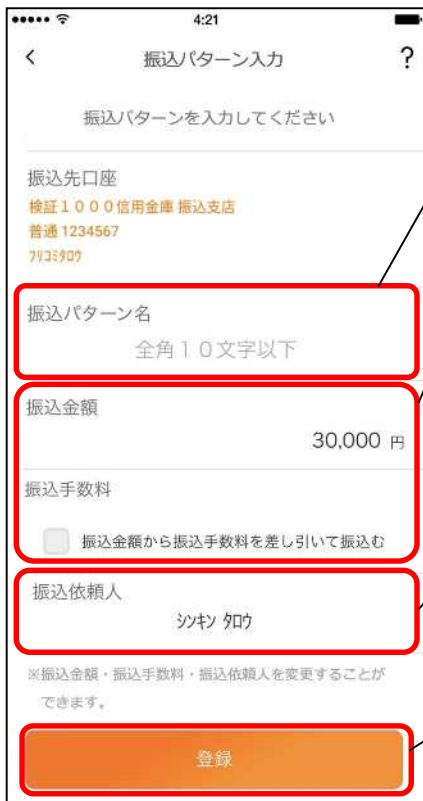 4:21
振込パターン入力 ?
振込パターンを入力してください
振込先口座
検証１０００信用金庫 振込支店
普通 1234567
ﾌﾘｺﾐﾀﾛｳ
振込パターン名
全角１０文字以下
振込金額
30,000 円
振込手数料
振込金額から振込手数料を差し引いて振込む
振込依頼人
ｼﾝｷﾝ ﾀﾛｳ
※振込金額・振込手数料・振込依頼人を変更することが
できます。
登録